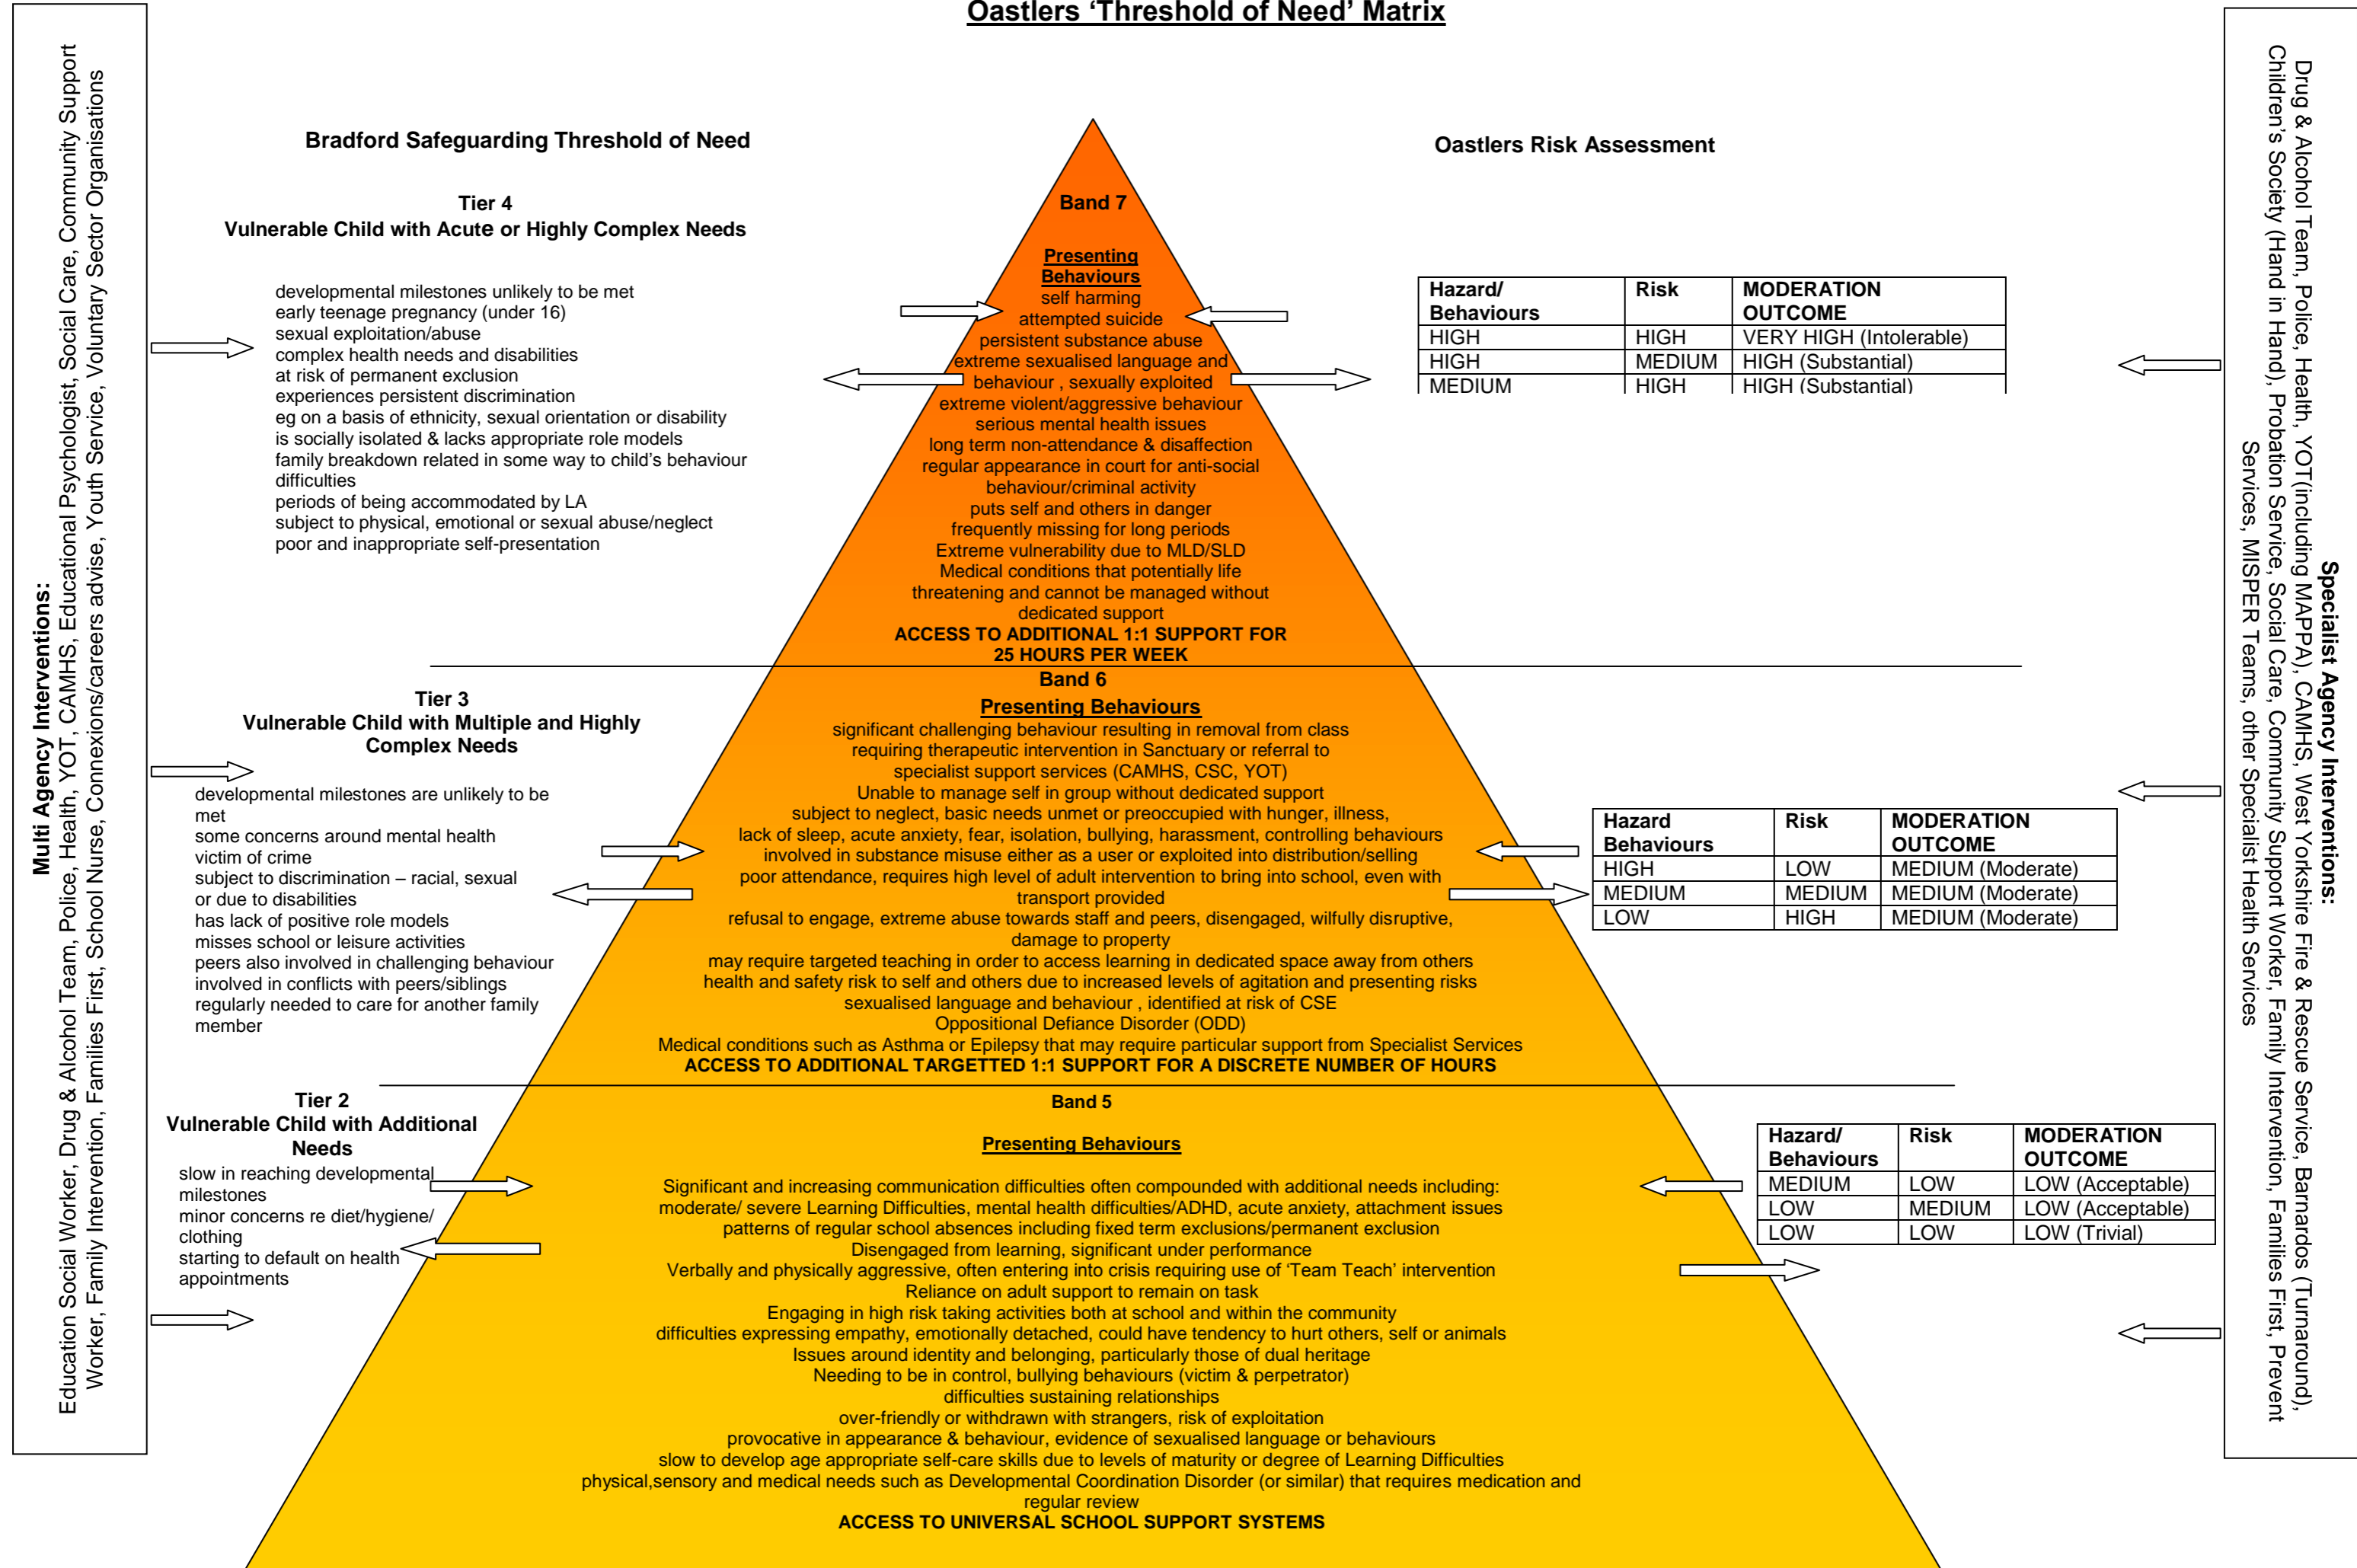 Oastlers ‘Threshold of Need’ Matrix
Multi Agency Interventions:
Education Social Worker, Drug & Alcohol Team, Police, Health, YOT, CAMHS, Educational Psychologist, Social Care, Community Support
Worker, Family Intervention, Families First, School Nurse, Connexions/careers advise, Youth Service, Voluntary Sector Organisations
Bradford Safeguarding Threshold of Need
Tier 4
Vulnerable Child with Acute or Highly Complex Needs
developmental milestones unlikely to be met
early teenage pregnancy (under 16)
sexual exploitation/abuse
complex health needs and disabilities
at risk of permanent exclusion
experiences persistent discrimination
eg on a basis of ethnicity, sexual orientation or disability
is socially isolated & lacks appropriate role models
family breakdown related in some way to child’s behaviour
difficulties
periods of being accommodated by LA
subject to physical, emotional or sexual abuse/neglect
poor and inappropriate self-presentation
Tier 3
Vulnerable Child with Multiple and Highly
Complex Needs
developmental milestones are unlikely to be
met
some concerns around mental health
victim of crime
subject to discrimination – racial, sexual
or due to disabilities
has lack of positive role models
misses school or leisure activities
peers also involved in challenging behaviour
involved in conflicts with peers/siblings
regularly needed to care for another family
member
Tier 2
Vulnerable Child with Additional
Needs
slow in reaching developmental
milestones
minor concerns re diet/hygiene/
clothing
starting to default on health
appointments
Band 7
Presenting
Behaviours
self harming
attempted suicide
persistent substance abuse
extreme sexualised language and
behaviour , sexually exploited
extreme violent/aggressive behaviour
serious mental health issues
long term non-attendance & disaffection
regular appearance in court for anti-social
behaviour/criminal activity
puts self and others in danger
frequently missing for long periods
Extreme vulnerability due to MLD/SLD
Medical conditions that potentially life
threatening and cannot be managed without
dedicated support
ACCESS TO ADDITIONAL 1:1 SUPPORT FOR
25 HOURS PER WEEK
Band 6
Presenting Behaviours
significant challenging behaviour resulting in removal from class
requiring therapeutic intervention in Sanctuary or referral to
specialist support services (CAMHS, CSC, YOT)
Unable to manage self in group without dedicated support
subject to neglect, basic needs unmet or preoccupied with hunger, illness,
lack of sleep, acute anxiety, fear, isolation, bullying, harassment, controlling behaviours
involved in substance misuse either as a user or exploited into distribution/selling
poor attendance, requires high level of adult intervention to bring into school, even with
transport provided
refusal to engage, extreme abuse towards staff and peers, disengaged, wilfully disruptive,
damage to property
may require targeted teaching in order to access learning in dedicated space away from others
health and safety risk to self and others due to increased levels of agitation and presenting risks
sexualised language and behaviour , identified at risk of CSE
Oppositional Defiance Disorder (ODD)
Medical conditions such as Asthma or Epilepsy that may require particular support from Specialist Services
ACCESS TO ADDITIONAL TARGETTED 1:1 SUPPORT FOR A DISCRETE NUMBER OF HOURS
Band 5
Presenting Behaviours
Significant and increasing communication difficulties often compounded with additional needs including:
moderate/ severe Learning Difficulties, mental health difficulties/ADHD, acute anxiety, attachment issues
patterns of regular school absences including fixed term exclusions/permanent exclusion
Disengaged from learning, significant under performance
Verbally and physically aggressive, often entering into crisis requiring use of ‘Team Teach’ intervention
Reliance on adult support to remain on task
Engaging in high risk taking activities both at school and within the community
difficulties expressing empathy, emotionally detached, could have tendency to hurt others, self or animals
Issues around identity and belonging, particularly those of dual heritage
Needing to be in control, bullying behaviours (victim & perpetrator)
difficulties sustaining relationships
over-friendly or withdrawn with strangers, risk of exploitation
provocative in appearance & behaviour, evidence of sexualised language or behaviours
slow to develop age appropriate self-care skills due to levels of maturity or degree of Learning Difficulties
physical,sensory and medical needs such as Developmental Coordination Disorder (or similar) that requires medication and
regular review
ACCESS TO UNIVERSAL SCHOOL SUPPORT SYSTEMS
Oastlers Risk Assessment
Hazard/ Risk MODERATION
Behaviours OUTCOME
HIGH HIGH VERY HIGH (Intolerable)
HIGH MEDIUM HIGH (Substantial)
MEDIUM HIGH HIGH (Substantial)
Hazard Risk MODERATION
Behaviours OUTCOME
HIGH LOW MEDIUM (Moderate)
MEDIUM MEDIUM MEDIUM (Moderate)
LOW HIGH MEDIUM (Moderate)
Hazard/ Risk MODERATION
Behaviours OUTCOME
MEDIUM LOW LOW (Acceptable)
LOW MEDIUM LOW (Acceptable)
LOW LOW LOW (Trivial)
Specialist Agency Interventions:
Drug & Alcohol Team, Police, Health, YOT(including MAPPA), CAMHS, West Yorkshire Fire & Rescue Service, Barnardos (Turnaround),
Children’s Society (Hand in Hand), Probation Service, Social Care, Community Support Worker, Family Intervention, Families First, Prevent
Services, MISPER Teams, other Specialist Health Services